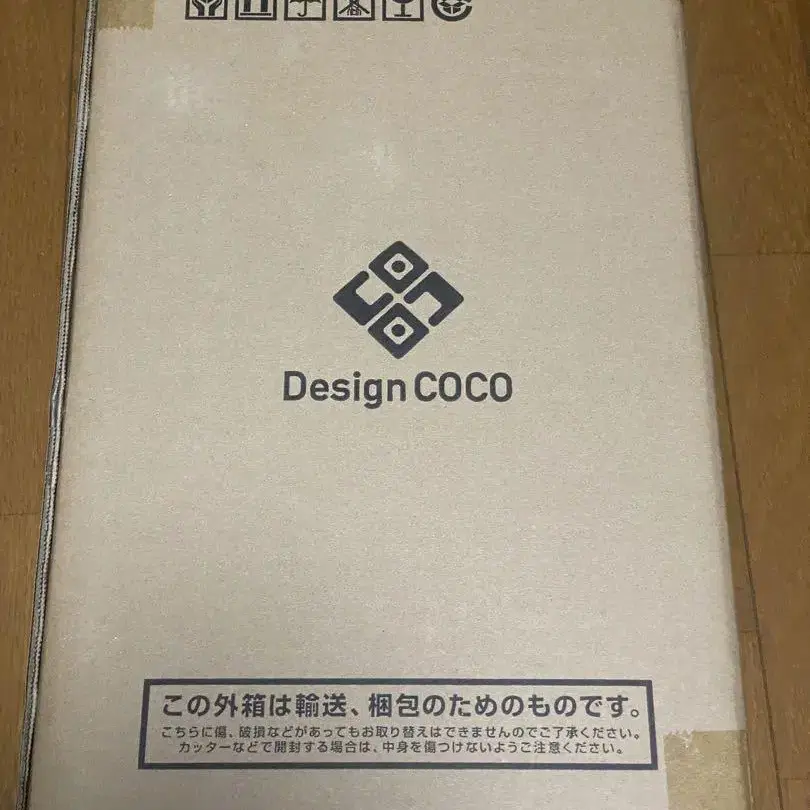 Design COCO
この外箱は輸送、梱包のためのものです。
こちらに傷、破損などがあってもお取り替えはできませんのでご了承ください。
カッターなどで開封する場合は、中身を傷つけないようご注意ください。